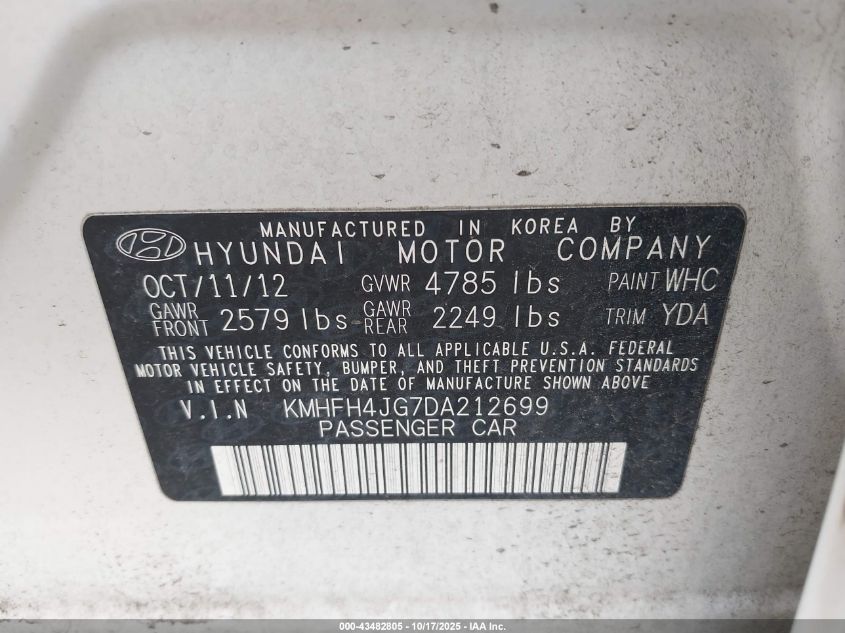 MANUFACTURED IN KOREA BY
HYUNDAI MOTOR COMPANY
OCT/11/12 GVWR 4785 lbs PAINT WHC
GAWR FRONT 2579 lbs GAWR REAR 2249 lbs TRIM YDA
THIS VEHICLE CONFORMS TO ALL APPLICABLE U.S.A. FEDERAL
MOTOR VEHICLE SAFETY, BUMPER, AND THEFT PREVENTION STANDARDS
IN EFFECT ON THE DATE OF MANUFACTURE SHOWN ABOVE
V.I.N KMHFH4JG7DA212699
PASSENGER CAR
000-43482805 - 10/17/2025 - IAA Inc.